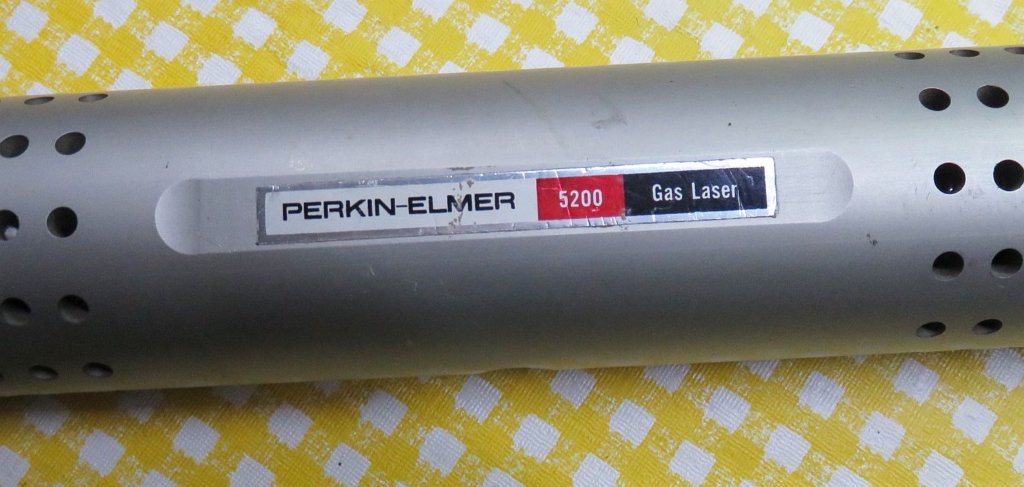 PERKIN-ELMER 5200 Gas Laser